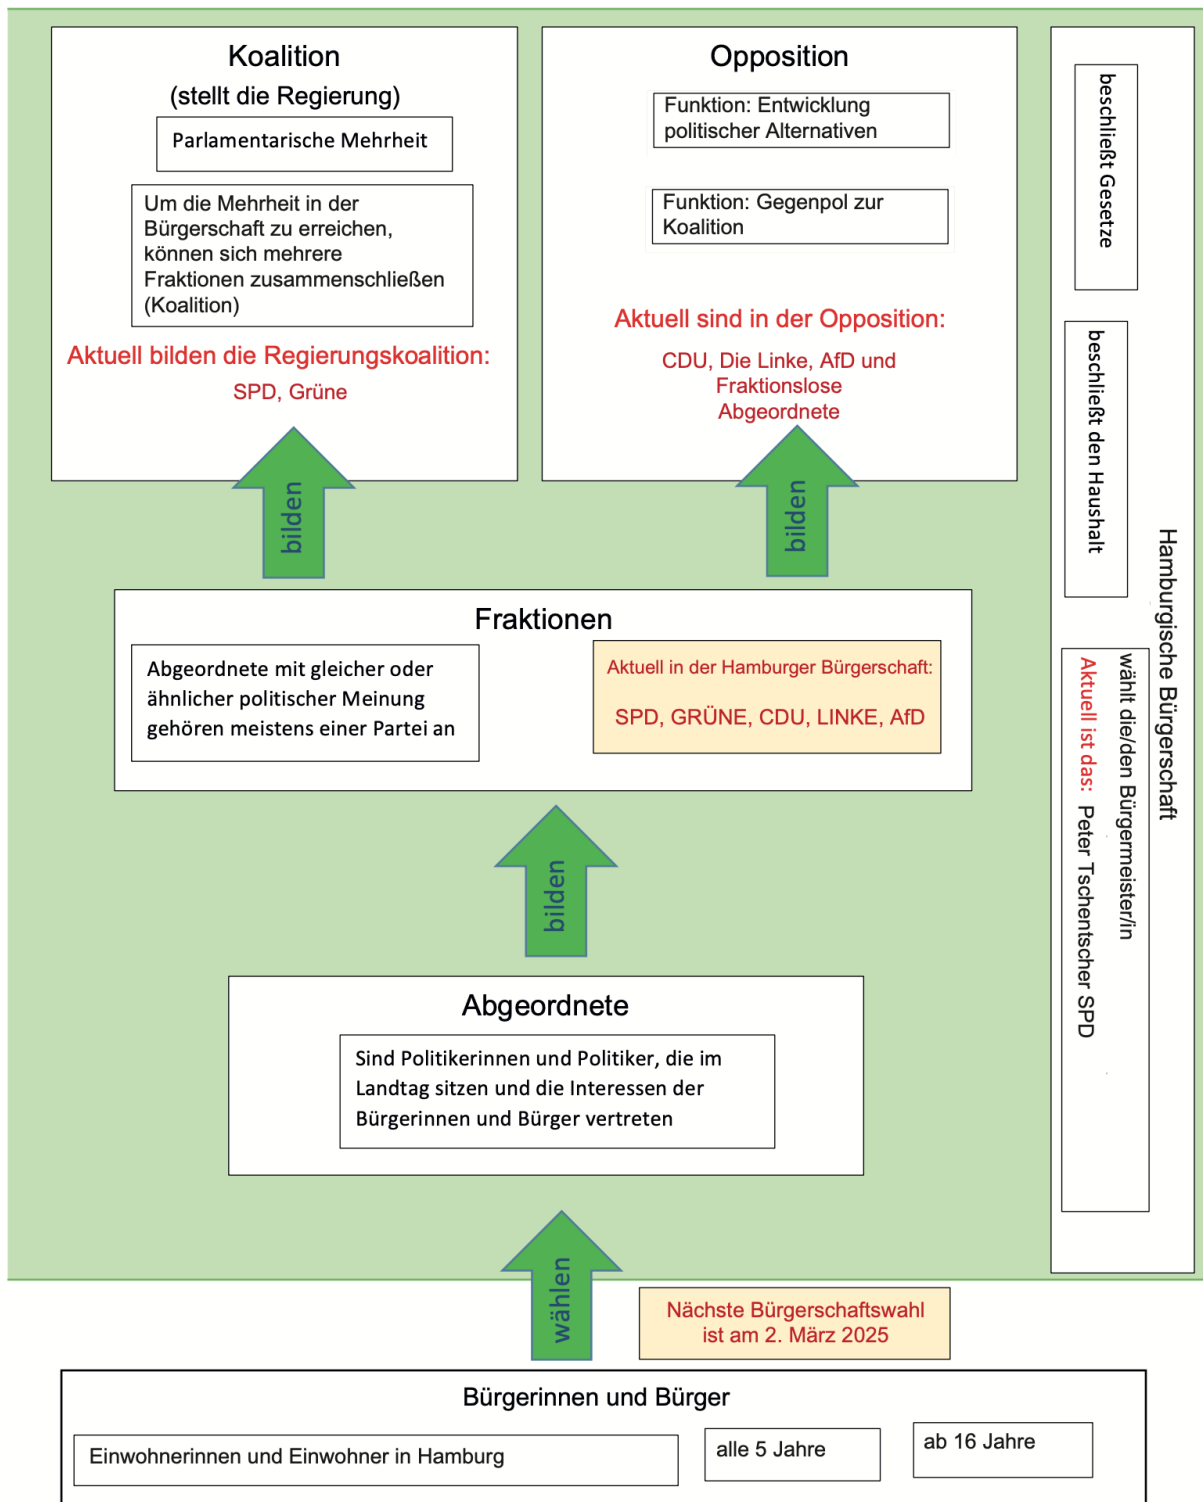 Koalition
(stellt die Regierung)
Parlamentarische Mehrheit
Um die Mehrheit in der
Bürgerschaft zu erreichen,
können sich mehrere
Fraktionen zusammenschließen
(Koalition)
Aktuell bilden die Regierungskoalition:
SPD, Grüne
Opposition
Funktion: Entwicklung
politischer Alternativen
Funktion: Gegenpol zur
Koalition
Aktuell sind in der Opposition:
CDU, Die Linke, AfD und
Fraktionslose
Abgeordnete
bilden
bilden
Fraktionen
Abgeordnete mit gleicher oder
ähnlicher politischer Meinung
gehören meistens einer Partei an
Aktuell in der Hamburger Bürgerschaft:
SPD, GRÜNE, CDU, LINKE, AfD
bilden
Abgeordnete
Sind Politikerinnen und Politiker, die im
Landtag sitzen und die Interessen der
Bürgerinnen und Bürger vertreten
wählen
Nächste Bürgerschaftswahl
ist am 2. März 2025
Bürgerinnen und Bürger
Einwohnerinnen und Einwohner in Hamburg
alle 5 Jahre
ab 16 Jahre
Hamburgische Bürgerschaft
beschließt Gesetze
beschließt den Haushalt
wählt die/den Bürgermeister/in
Aktuell ist das: Peter Tschentscher SPD